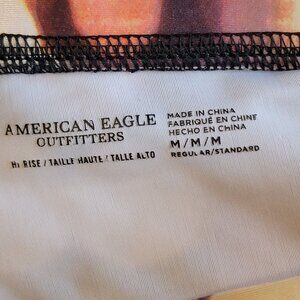 AMERICAN EAGLE
OUTFITTERS
HI RISE / TAILLE HAUTE / TALLE ALTO
MADE IN CHINA
FABRIQUÉ EN CHINE
HECHO EN CHINA
M/M/M
REGULAR/STANDARD